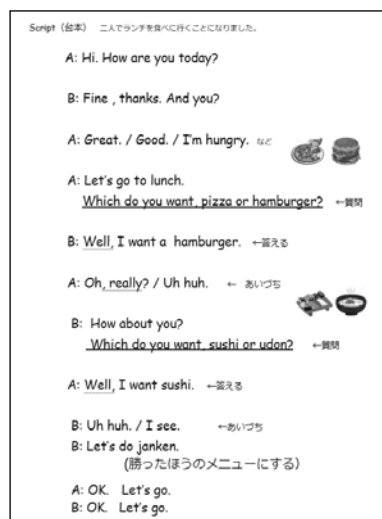 Script（台本） 二人でランチを食べに行くことになりました。
A: Hi. How are you today?
B: Fine , thanks. And you?
A: Great. / Good. / I'm hungry. など
A: Let's go to lunch.
Which do you want, pizza or hamburger? ←質問
B: Well, I want a hamburger. ←答える
A: Oh, really? / Uh huh. ← あいづち
B: How about you?
Which do you want, sushi or udon? ←質問
A: Well, I want sushi. ←答える
B: Uh huh. / I see. ←あいづち
B: Let's do janken.
(勝ったほうのメニューにする)
A: OK. Let's go.
B: OK. Let's go.